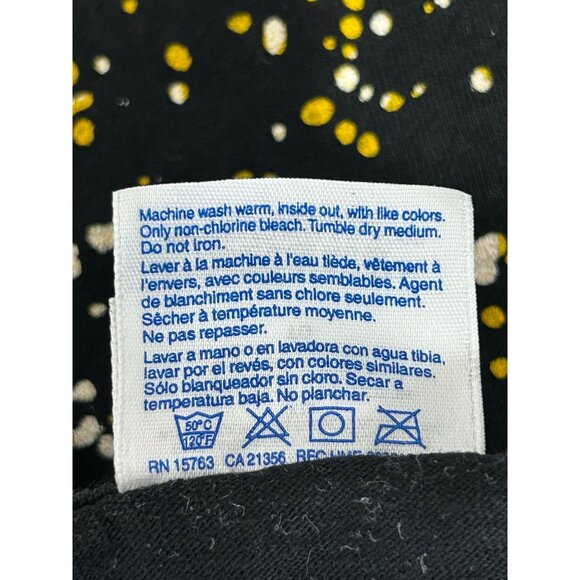 Machine wash warm, inside out, with like colors.
Only non-chlorine bleach. Tumble dry medium.
Do not iron.
Laver à la machine à l'eau tiède, vêtement à
l'envers, avec couleurs semblables. Agent
de blanchiment sans chlore seulement.
Sêcher à température moyenne.
Ne pas repasser.
Lavar a mano o en lavadora con agua tibia,
lavar por el revés, con colores similares.
Sólo blanqueador sin cloro. Secar a
temperatura baja. No planchar.
50°C
120°F
RN 15763 CA 21356